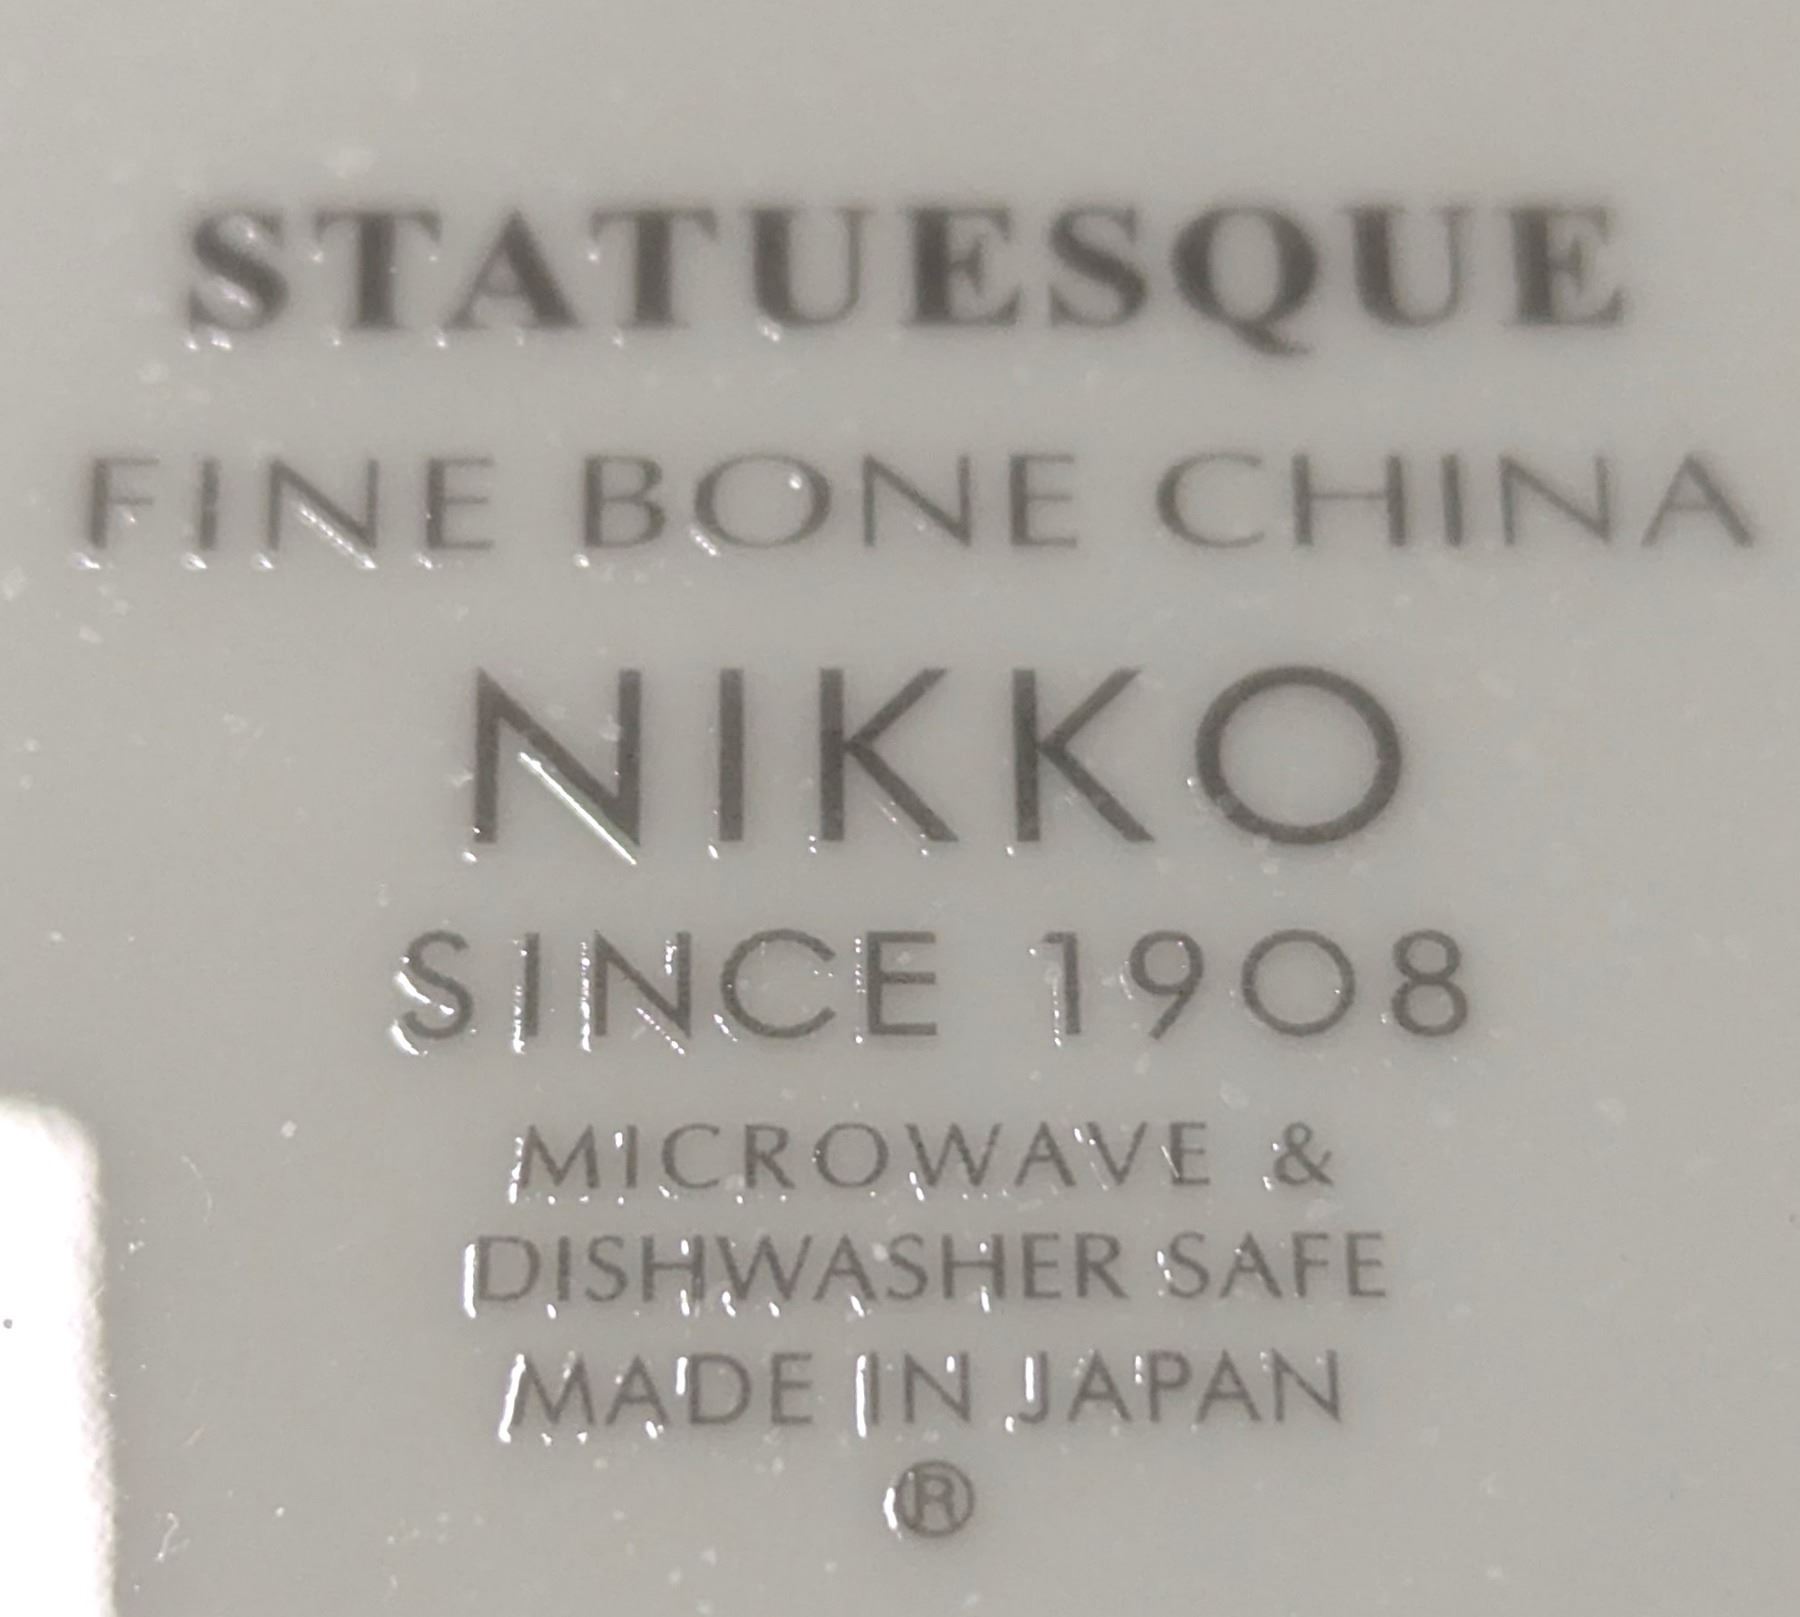 STATUESQUE
FINE BONE CHINA
NIKKO
SINCE 1908
MICROWAVE &
DISHWASHER SAFE
MADE IN JAPAN
®